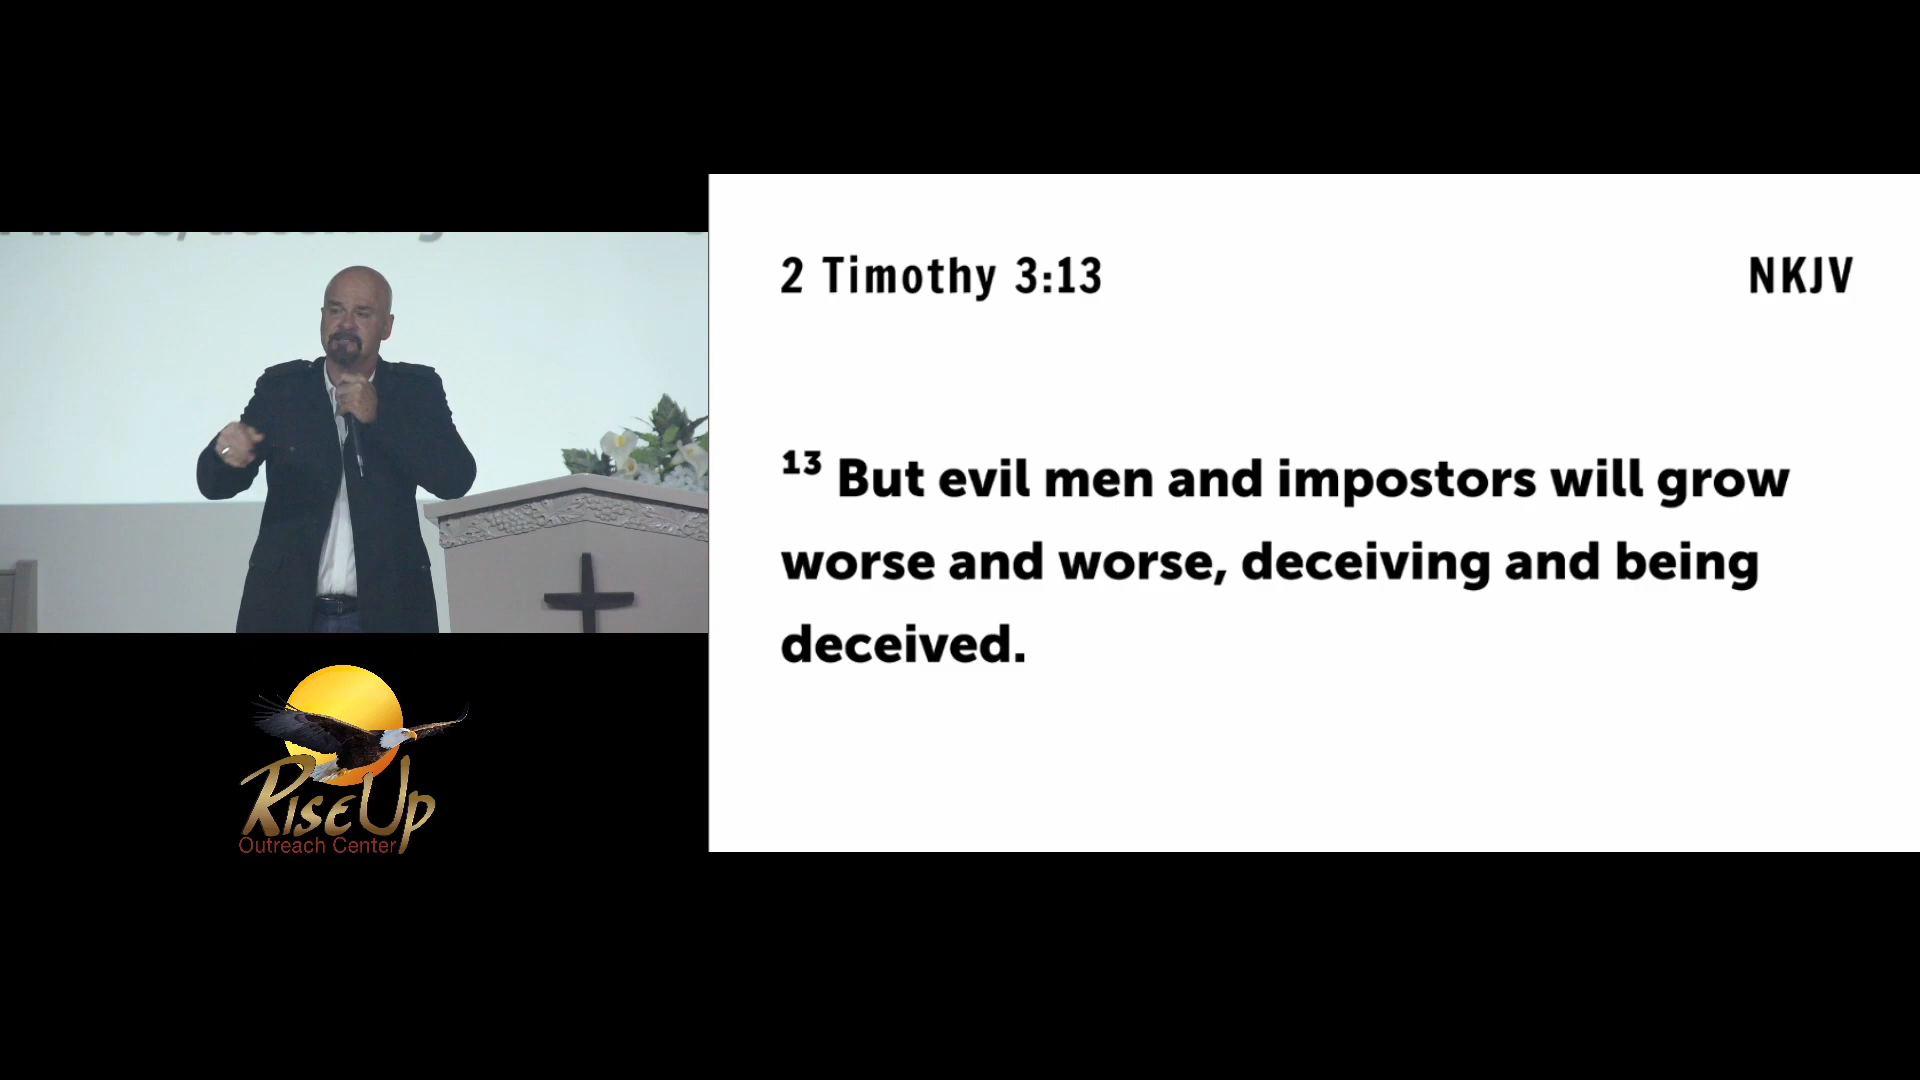 2 Timothy 3:13
NKJV
13 But evil men and impostors will grow
worse and worse, deceiving and being
deceived.
RiseUp
Outreach Center